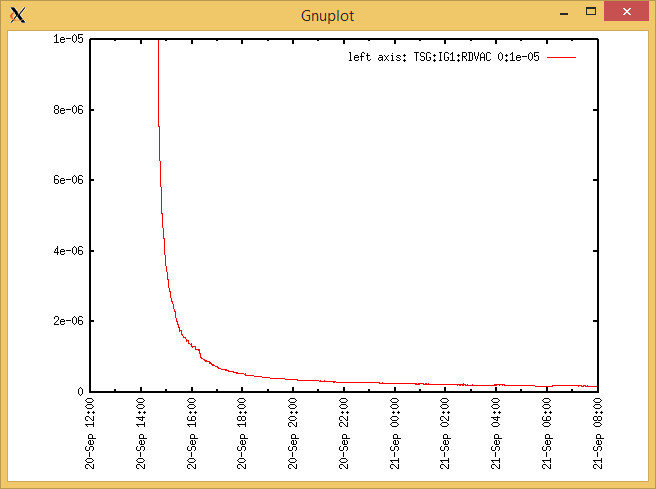 Gnuplot
left axis: TSG:IG1:RDVAC 0:1e-05
1e-05
8e-06
6e-06
4e-06
2e-06
0
20-Sep 12:00
20-Sep 14:00
20-Sep 16:00
20-Sep 18:00
20-Sep 20:00
20-Sep 22:00
21-Sep 00:00
21-Sep 02:00
21-Sep 04:00
21-Sep 06:00
21-Sep 08:00